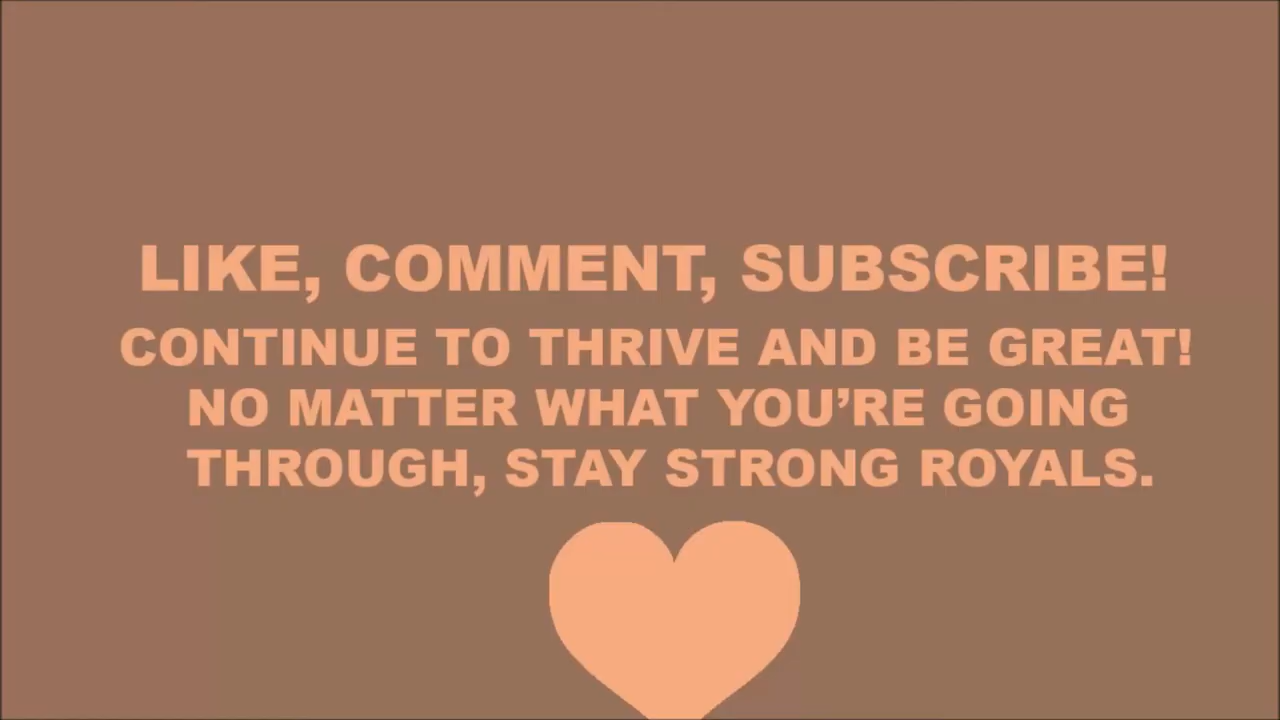 LIKE, COMMENT, SUBSCRIBE!
CONTINUE TO THRIVE AND BE GREAT!
NO MATTER WHAT YOU’RE GOING
THROUGH, STAY STRONG ROYALS.